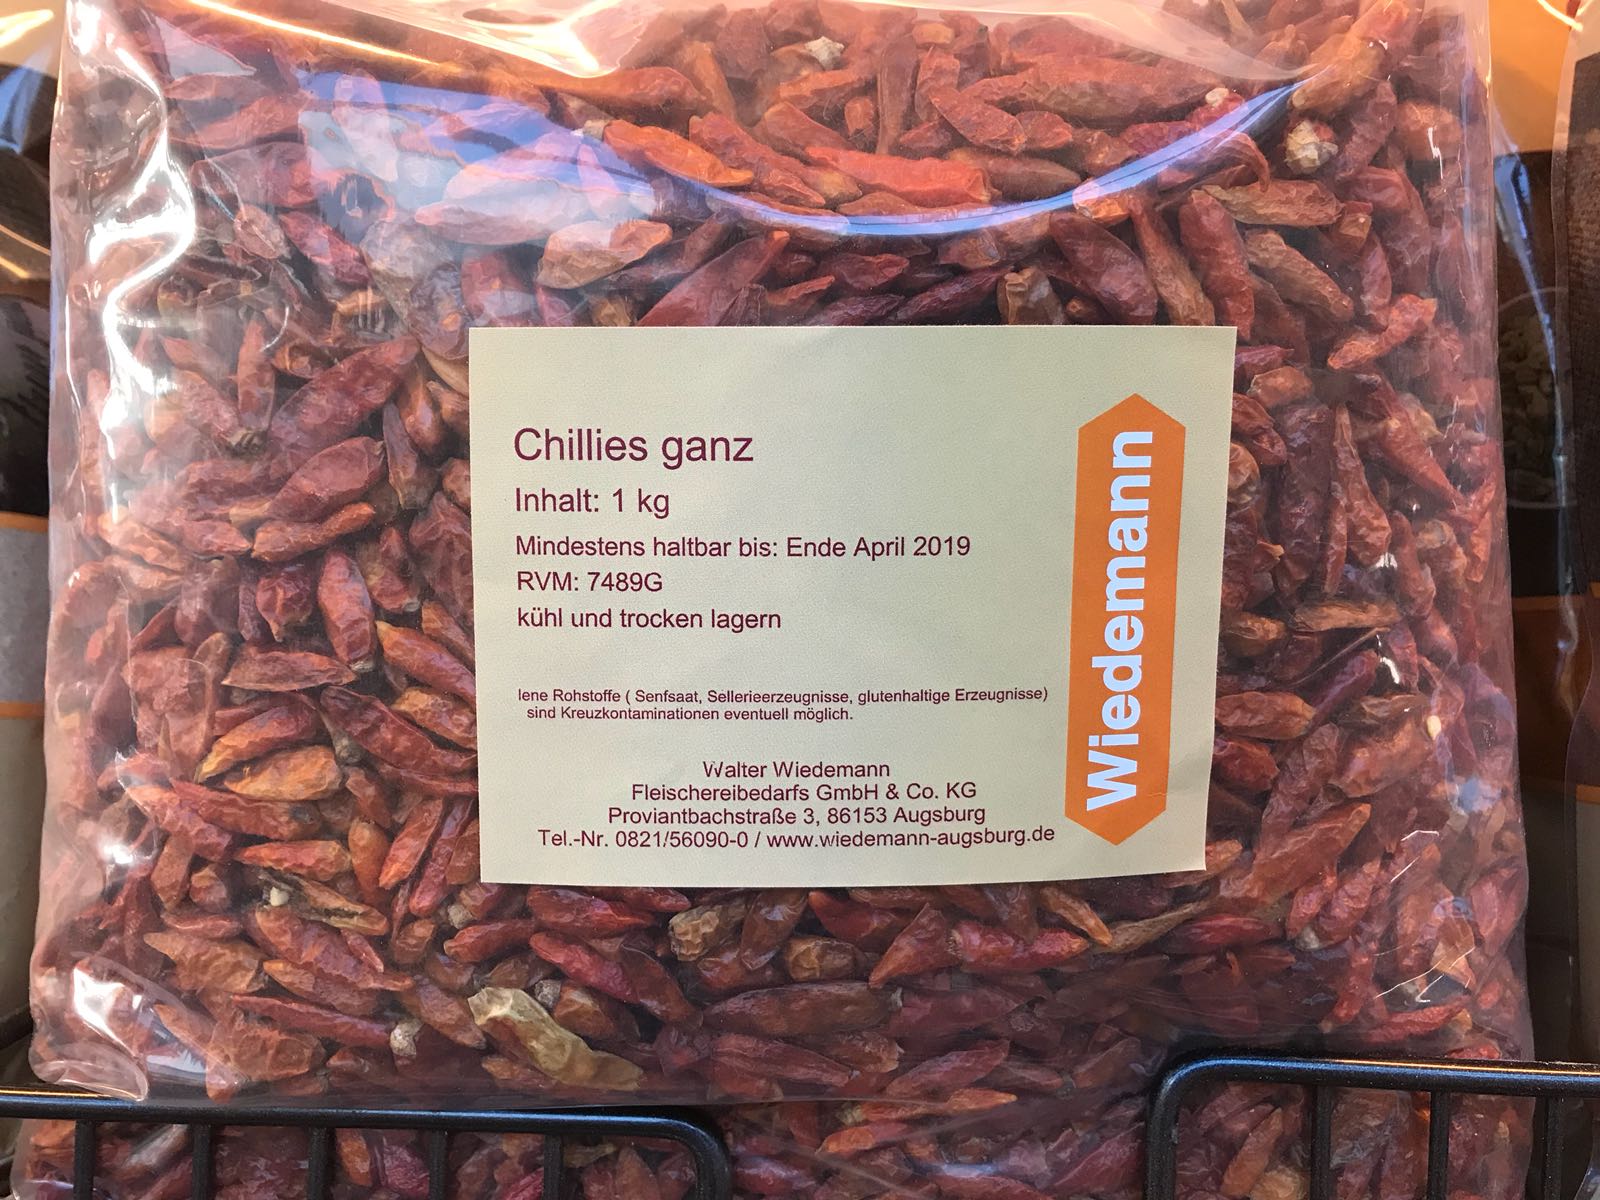 Chillies ganz
Inhalt: 1 kg
Mindestens haltbar bis: Ende April 2019
RVM: 7489G
kühl und trocken lagern
lene Rohstoffe ( Senfsaat, Sellerieerzeugnisse, glutenhaltige Erzeugnisse)
sind Kreuzkontaminationen eventuell möglich.
Walter Wiedemann
Fleischereibedarfs GmbH & Co. KG
Proviantbachstraße 3, 86153 Augsburg
Tel.-Nr. 0821/56090-0 / www.wiedemann-augsburg.de
Wiedemann